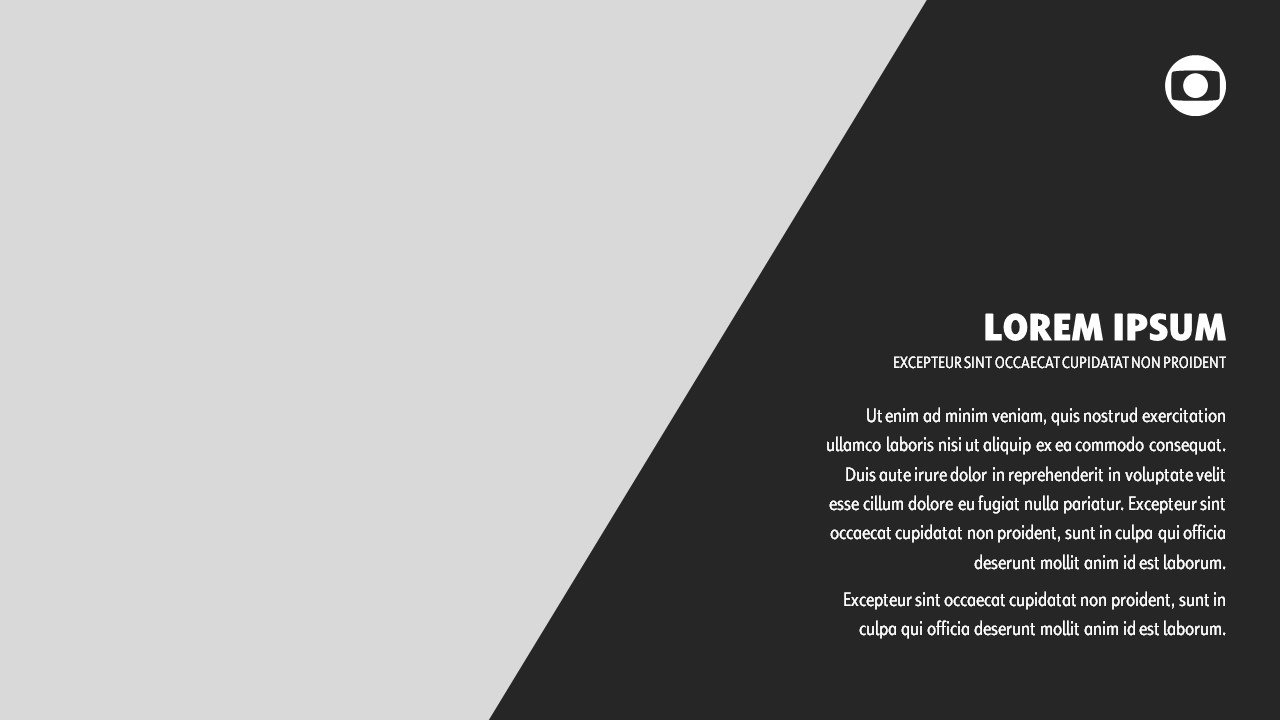 LOREM IPSUM
EXCEPTEUR SINT OCCAECAT CUPIDATAT NON PROIDENT
Ut enim ad minim veniam, quis nostrud exercitation
ullamco laboris nisi ut aliquip ex ea commodo consequat.
Duis aute irure dolor in reprehenderit in voluptate velit
esse cillum dolore eu fugiat nulla pariatur. Excepteur sint
occaecat cupidatat non proident, sunt in culpa qui officia
deserunt mollit anim id est laborum.
Excepteur sint occaecat cupidatat non proident, sunt in
culpa qui officia deserunt mollit anim id est laborum.